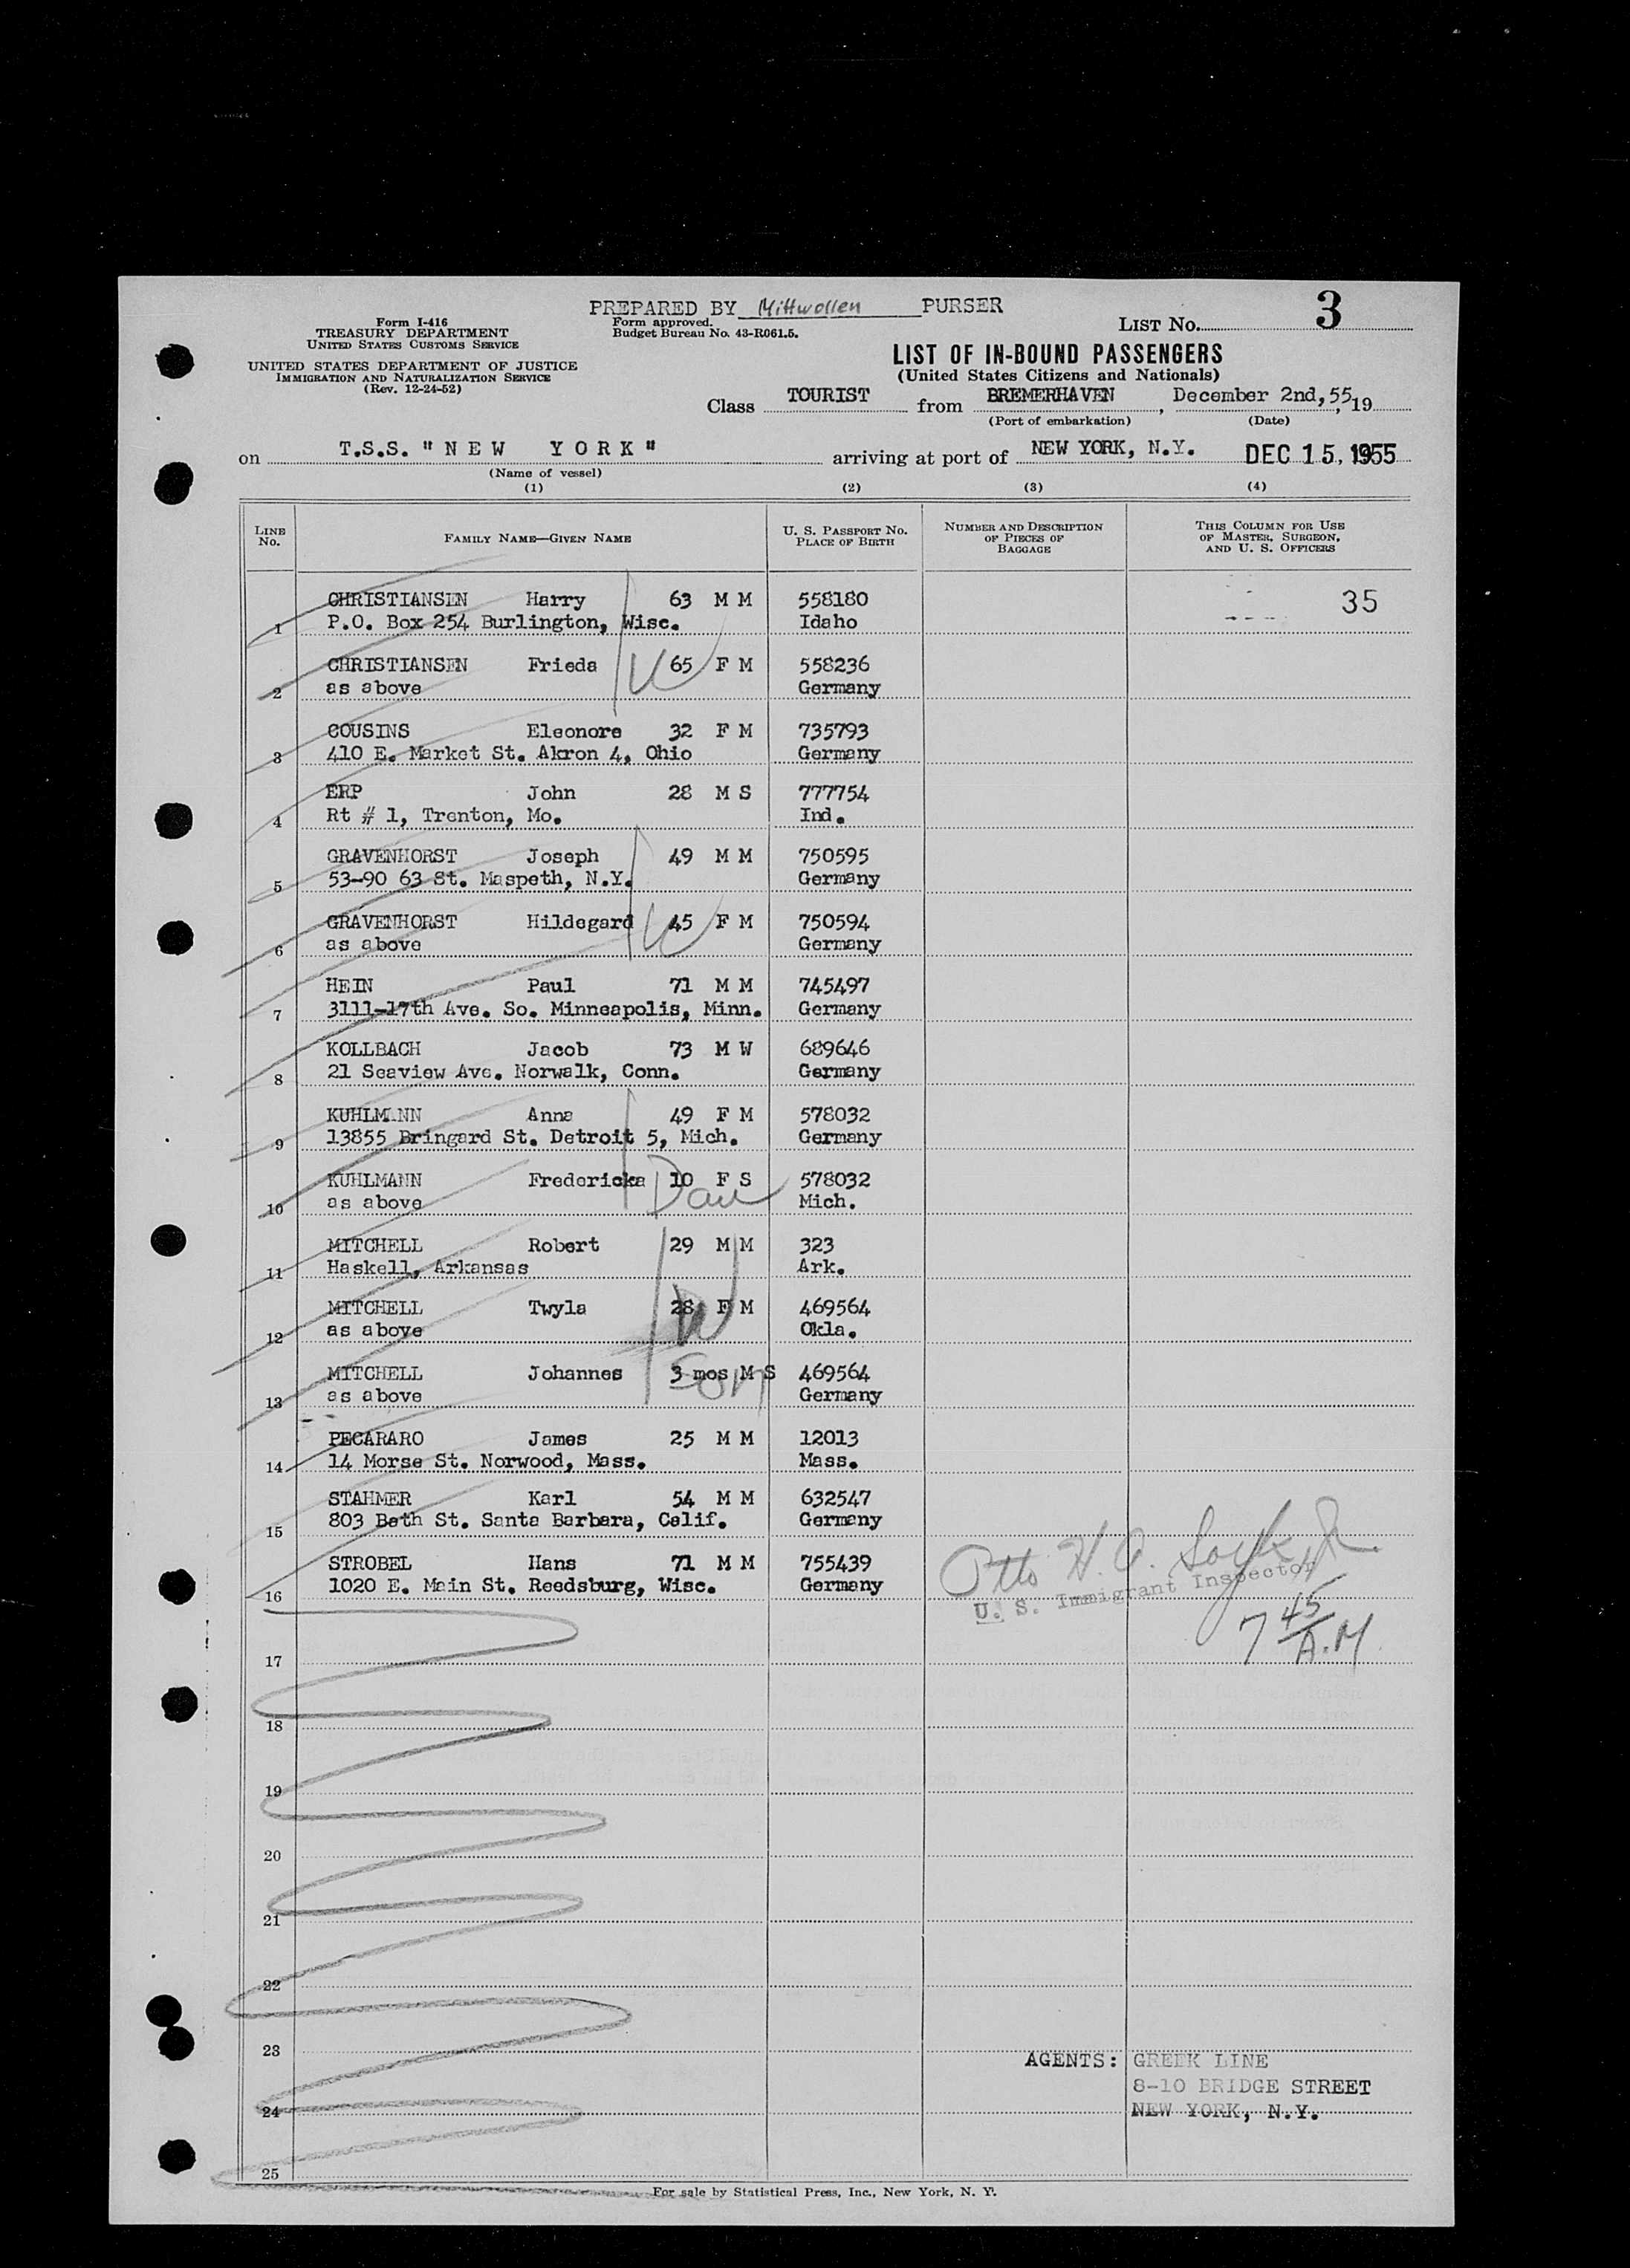 PREPARED BY Mittwollen PURSER
3
Form I-416
TREASURY DEPARTMENT
UNITED STATES CUSTOMS SERVICE
Form approved.
Budget Bureau No. 43-R061.5.
LIST No.
UNITED STATES DEPARTMENT OF JUSTICE
IMMIGRATION AND NATURALIZATION SERVICE
(Rev. 12-24-52)
LIST OF IN-BOUND PASSENGERS
(United States Citizens and Nationals)
Class TOURIST from BREMERHAVEN, December 2nd, 55, 19
(Port of embarkation) (Date)
on T.S.S. "NEW YORK" arriving at port of NEW YORK, N.Y. DEC 15, 1955
(Name of vessel)
(1) (2) (3) (4)
LINE No. FAMILY NAME—GIVEN NAME U. S. PASSPORT No. PLACE OF BIRTH NUMBER AND DESCRIPTION OF PIECES OF BAGGAGE THIS COLUMN FOR USE OF MASTER, SURGEON, AND U. S. OFFICERS
CHRISTIANSEN Harry 63 M M 558180 35
1 P.O. Box 254 Burlington, Wisc. Idaho
CHRISTIANSEN Frieda W 65 F M 558236
2 as above Germany
COUSINS Eleonore 32 F M 735793
3 410 E. Market St. Akron 4, Ohio Germany
ERP John 28 M S 777754
4 Rt # 1, Trenton, Mo. Ind.
GRAVENHORST Joseph 49 M M 750595
5 53-90 63 St. Maspeth, N.Y. Germany
GRAVENHORST Hildegard W 45 F M 750594
6 as above Germany
HEIN Paul 71 M M 745497
7 3111-17th Ave. So. Minneapolis, Minn. Germany
KOLLBACH Jacob 73 M W 689646
8 21 Seaview Ave. Norwalk, Conn. Germany
KUHLMANN Anna 49 F M 578032
9 13855 Bringard St. Detroit 5, Mich. Germany
KUHLMANN Fredericka 10 F S 578032
10 as above Dau Mich.
MITCHELL Robert 29 M M 323
11 Haskell, Arkansas Ark.
MITCHELL Twyla 28 F M 469564
12 as above W Okla.
MITCHELL Johannes 3 mos M S 469564
13 as above Son Germany
PECARARO James 25 M M 12013
14 14 Morse St. Norwood, Mass. Mass.
STAHMER Karl 54 M M 632547
15 803 Bath St. Santa Barbara, Calif. Germany
STROBEL Hans 71 M M 755439
16 1020 E. Main St. Reedsburg, Wisc. Germany
Otto H. O.
U. S. Immigrant Inspector
7 45 A.M.
17
18
19
20
21
22
23
AGENTS: GREEK LINE
8-10 BRIDGE STREET
24 NEW YORK, N.Y.
25
For sale by Statistical Press, Inc., New York, N. Y.